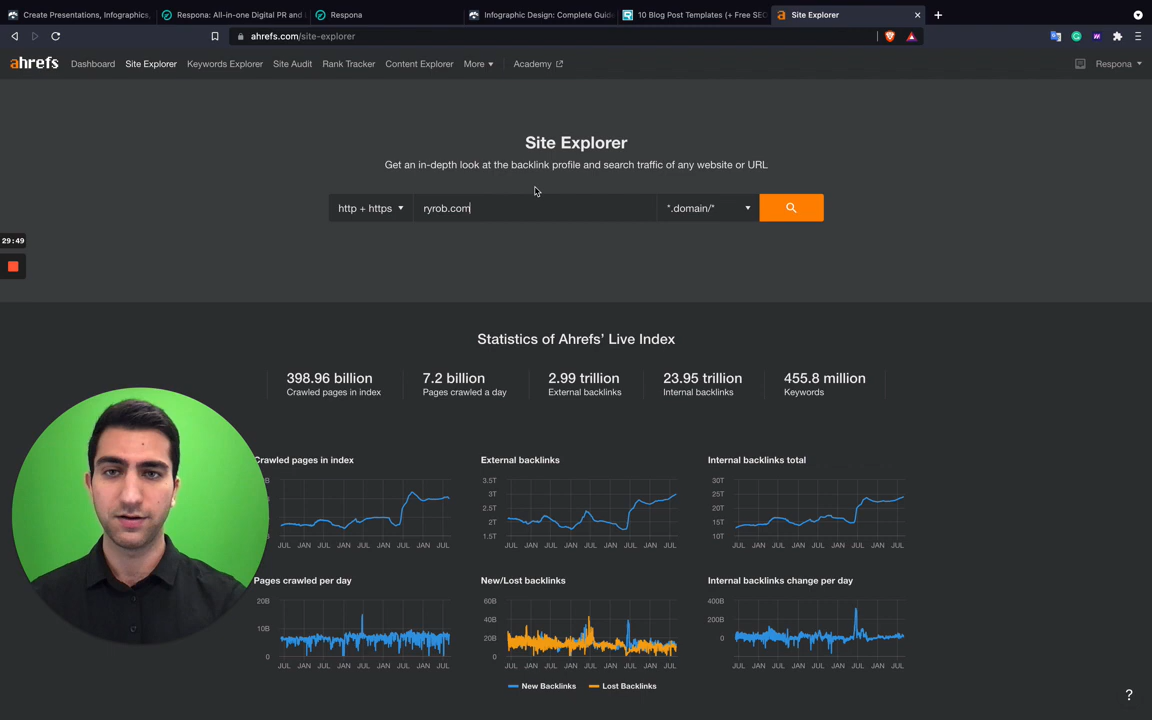 Create Presentations, Infographics,
Respona: All-in-one Digital PR and
Respona
Infographic Design: Complete Guide
10 Blog Post Templates (+ Free SEO
Site Explorer
ahrefs.com/site-explorer
ahrefs
Dashboard
Site Explorer
Keywords Explorer
Site Audit
Rank Tracker
Content Explorer
More
Academy
Respona
Site Explorer
Get an in-depth look at the backlink profile and search traffic of any website or URL
http + https
ryrob.com
*.domain/*
29:49
Statistics of Ahrefs’ Live Index
398.96 billion
Crawled pages in index
7.2 billion
Pages crawled a day
2.99 trillion
External backlinks
23.95 trillion
Internal backlinks
455.8 million
Keywords
Crawled pages in index
JUL JAN JUL JAN JUL JAN JUL JAN JUL
External backlinks
3.5T
3T
2.5T
2T
1.5T
JUL JAN JUL JAN JUL JAN JUL JAN JUL
Internal backlinks total
30T
25T
20T
15T
10T
JUL JAN JUL JAN JUL JAN JUL JAN JUL
Pages crawled per day
20B
10B
0
JUL JAN JUL JAN JUL JAN JUL JAN JUL
New/Lost backlinks
60B
40B
20B
0
JUL JAN JUL JAN JUL JAN JUL JAN JUL
New Backlinks
Lost Backlinks
Internal backlinks change per day
400B
200B
0
JUL JAN JUL JAN JUL JAN JUL JAN JUL
?